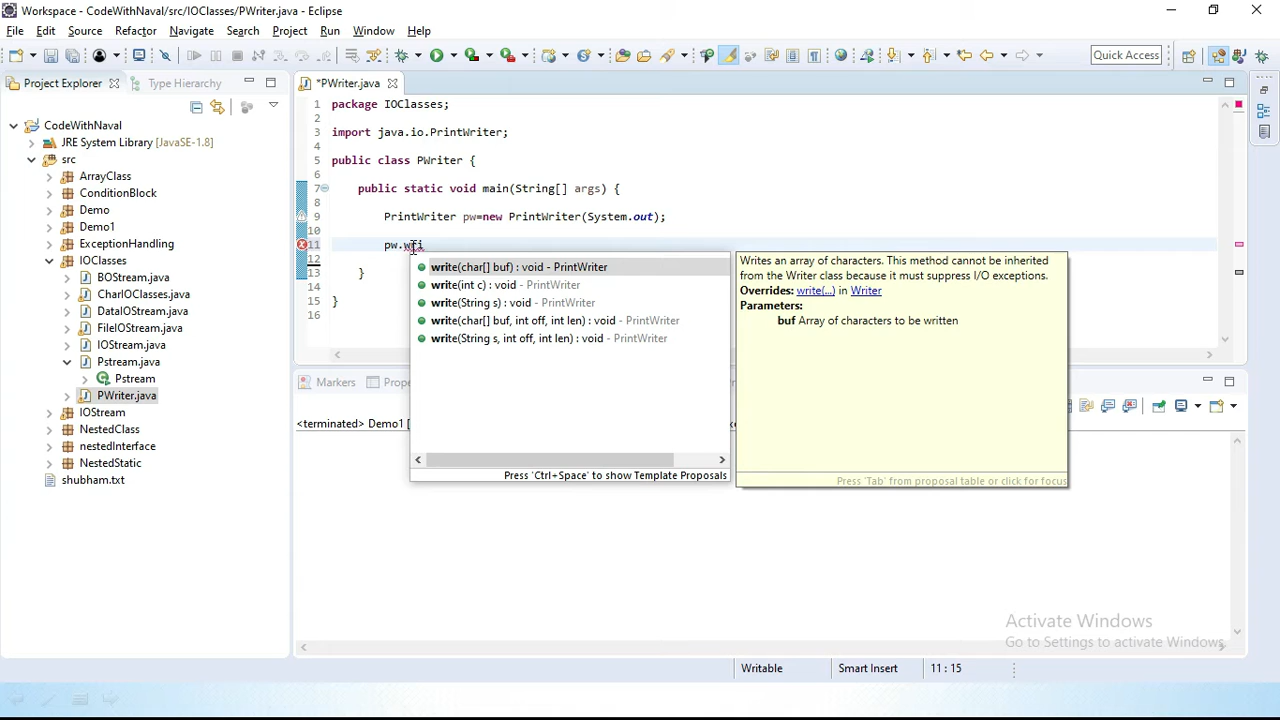 Workspace - CodeWithNaval/src/IOClasses/PWriter.java - Eclipse
File Edit Source Refactor Navigate Search Project Run Window Help
Quick Access
Project Explorer Type Hierarchy
CodeWithNaval
JRE System Library [JavaSE-1.8]
src
ArrayClass
ConditionBlock
Demo
Demo1
ExceptionHandling
IOClasses
BOStream.java
CharIOClasses.java
DataIOStream.java
FileIOStream.java
IOStream.java
Pstream.java
Pstream
PWriter.java
IOStream
NestedClass
nestedInterface
NestedStatic
shubham.txt
*PWriter.java
1 package IOClasses;
2
3 import java.io.PrintWriter;
4
5 public class PWriter {
6
7 public static void main(String[] args) {
8
9 PrintWriter pw=new PrintWriter(System.out);
10
11 pw.wri
12
13 }
14
15 }
16
write(char[] buf) : void - PrintWriter
write(int c) : void - PrintWriter
write(String s) : void - PrintWriter
write(char[] buf, int off, int len) : void - PrintWriter
write(String s, int off, int len) : void - PrintWriter
Press 'Ctrl+Space' to show Template Proposals
Writes an array of characters. This method cannot be inherited
from the Writer class because it must suppress I/O exceptions.
Overrides: write(...) in Writer
Parameters:
buf Array of characters to be written
Press 'Tab' from proposal table or click for focus
Markers
<terminated> Demo1 [
Activate Windows
Go to Settings to activate Windows.
Writable Smart Insert 11 : 15